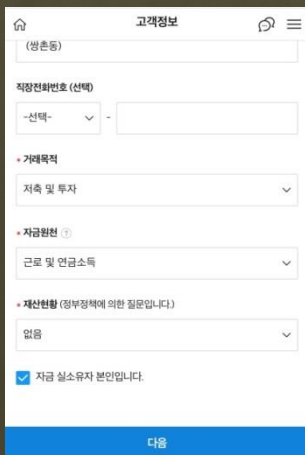 고객정보
(쌍촌동)
직장전화번호 (선택)
-선택- -
• 거래목적
저축 및 투자
• 자금원천 ?
근로 및 연금소득
• 재산현황 (정부정책에 의한 질문입니다.)
없음
자금 실소유자 본인입니다.
다음